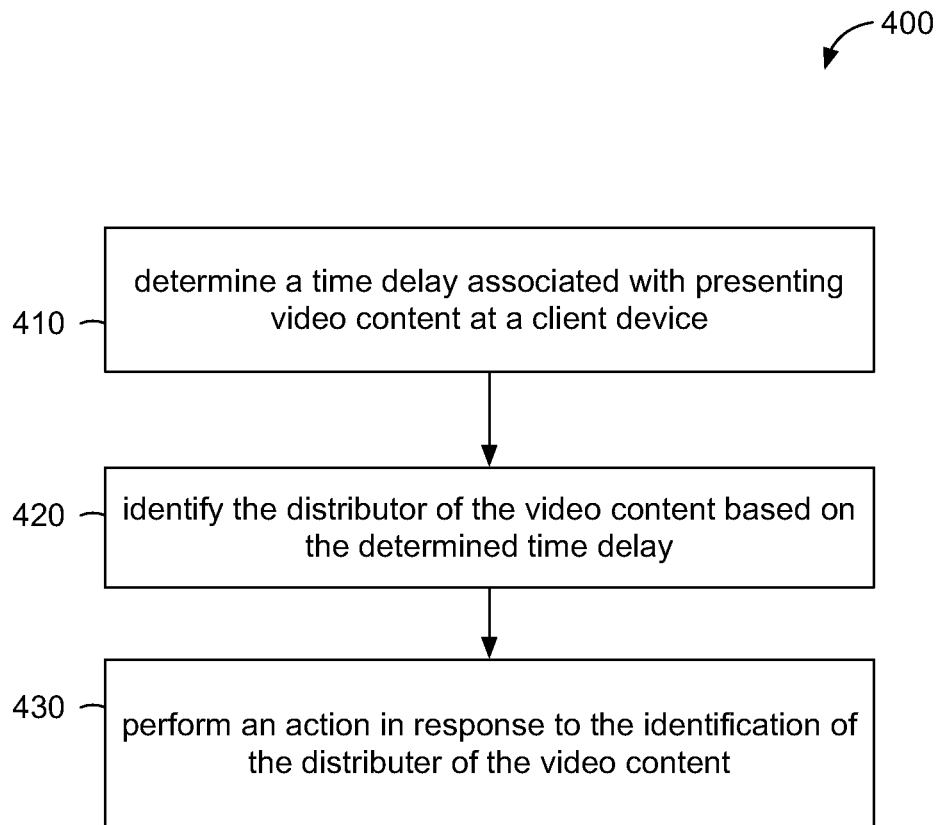 400
determine a time delay associated with presenting
video content at a client device
410
identify the distributor of the video content based on
the determined time delay
420
perform an action in response to the identification of
the distributer of the video content
430